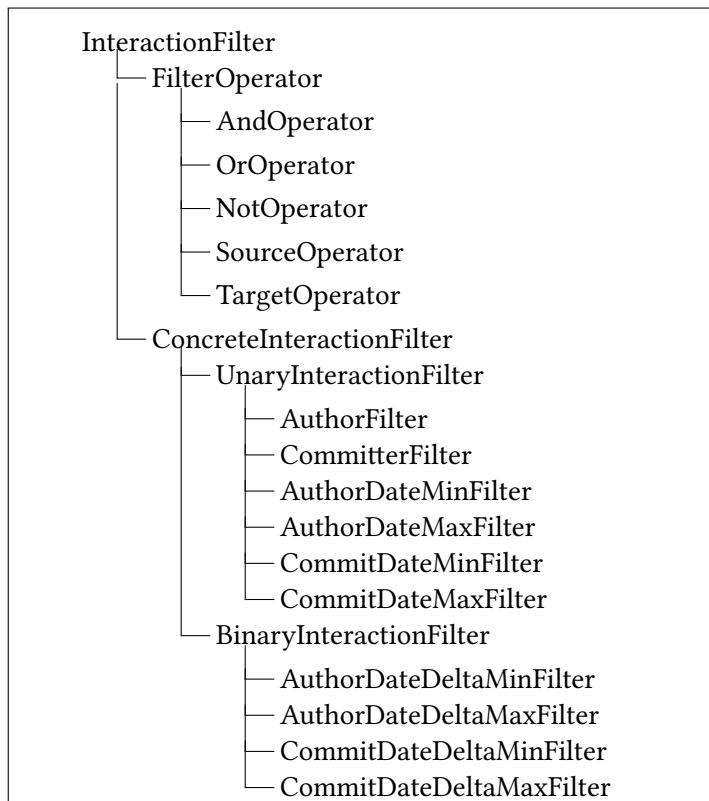 InteractionFilter
FilterOperator
AndOperator
OrOperator
NotOperator
SourceOperator
TargetOperator
ConcreteInteractionFilter
UnaryInteractionFilter
AuthorFilter
CommitterFilter
AuthorDateMinFilter
AuthorDateMaxFilter
CommitDateMinFilter
CommitDateMaxFilter
BinaryInteractionFilter
AuthorDateDeltaMinFilter
AuthorDateDeltaMaxFilter
CommitDateDeltaMinFilter
CommitDateDeltaMaxFilter